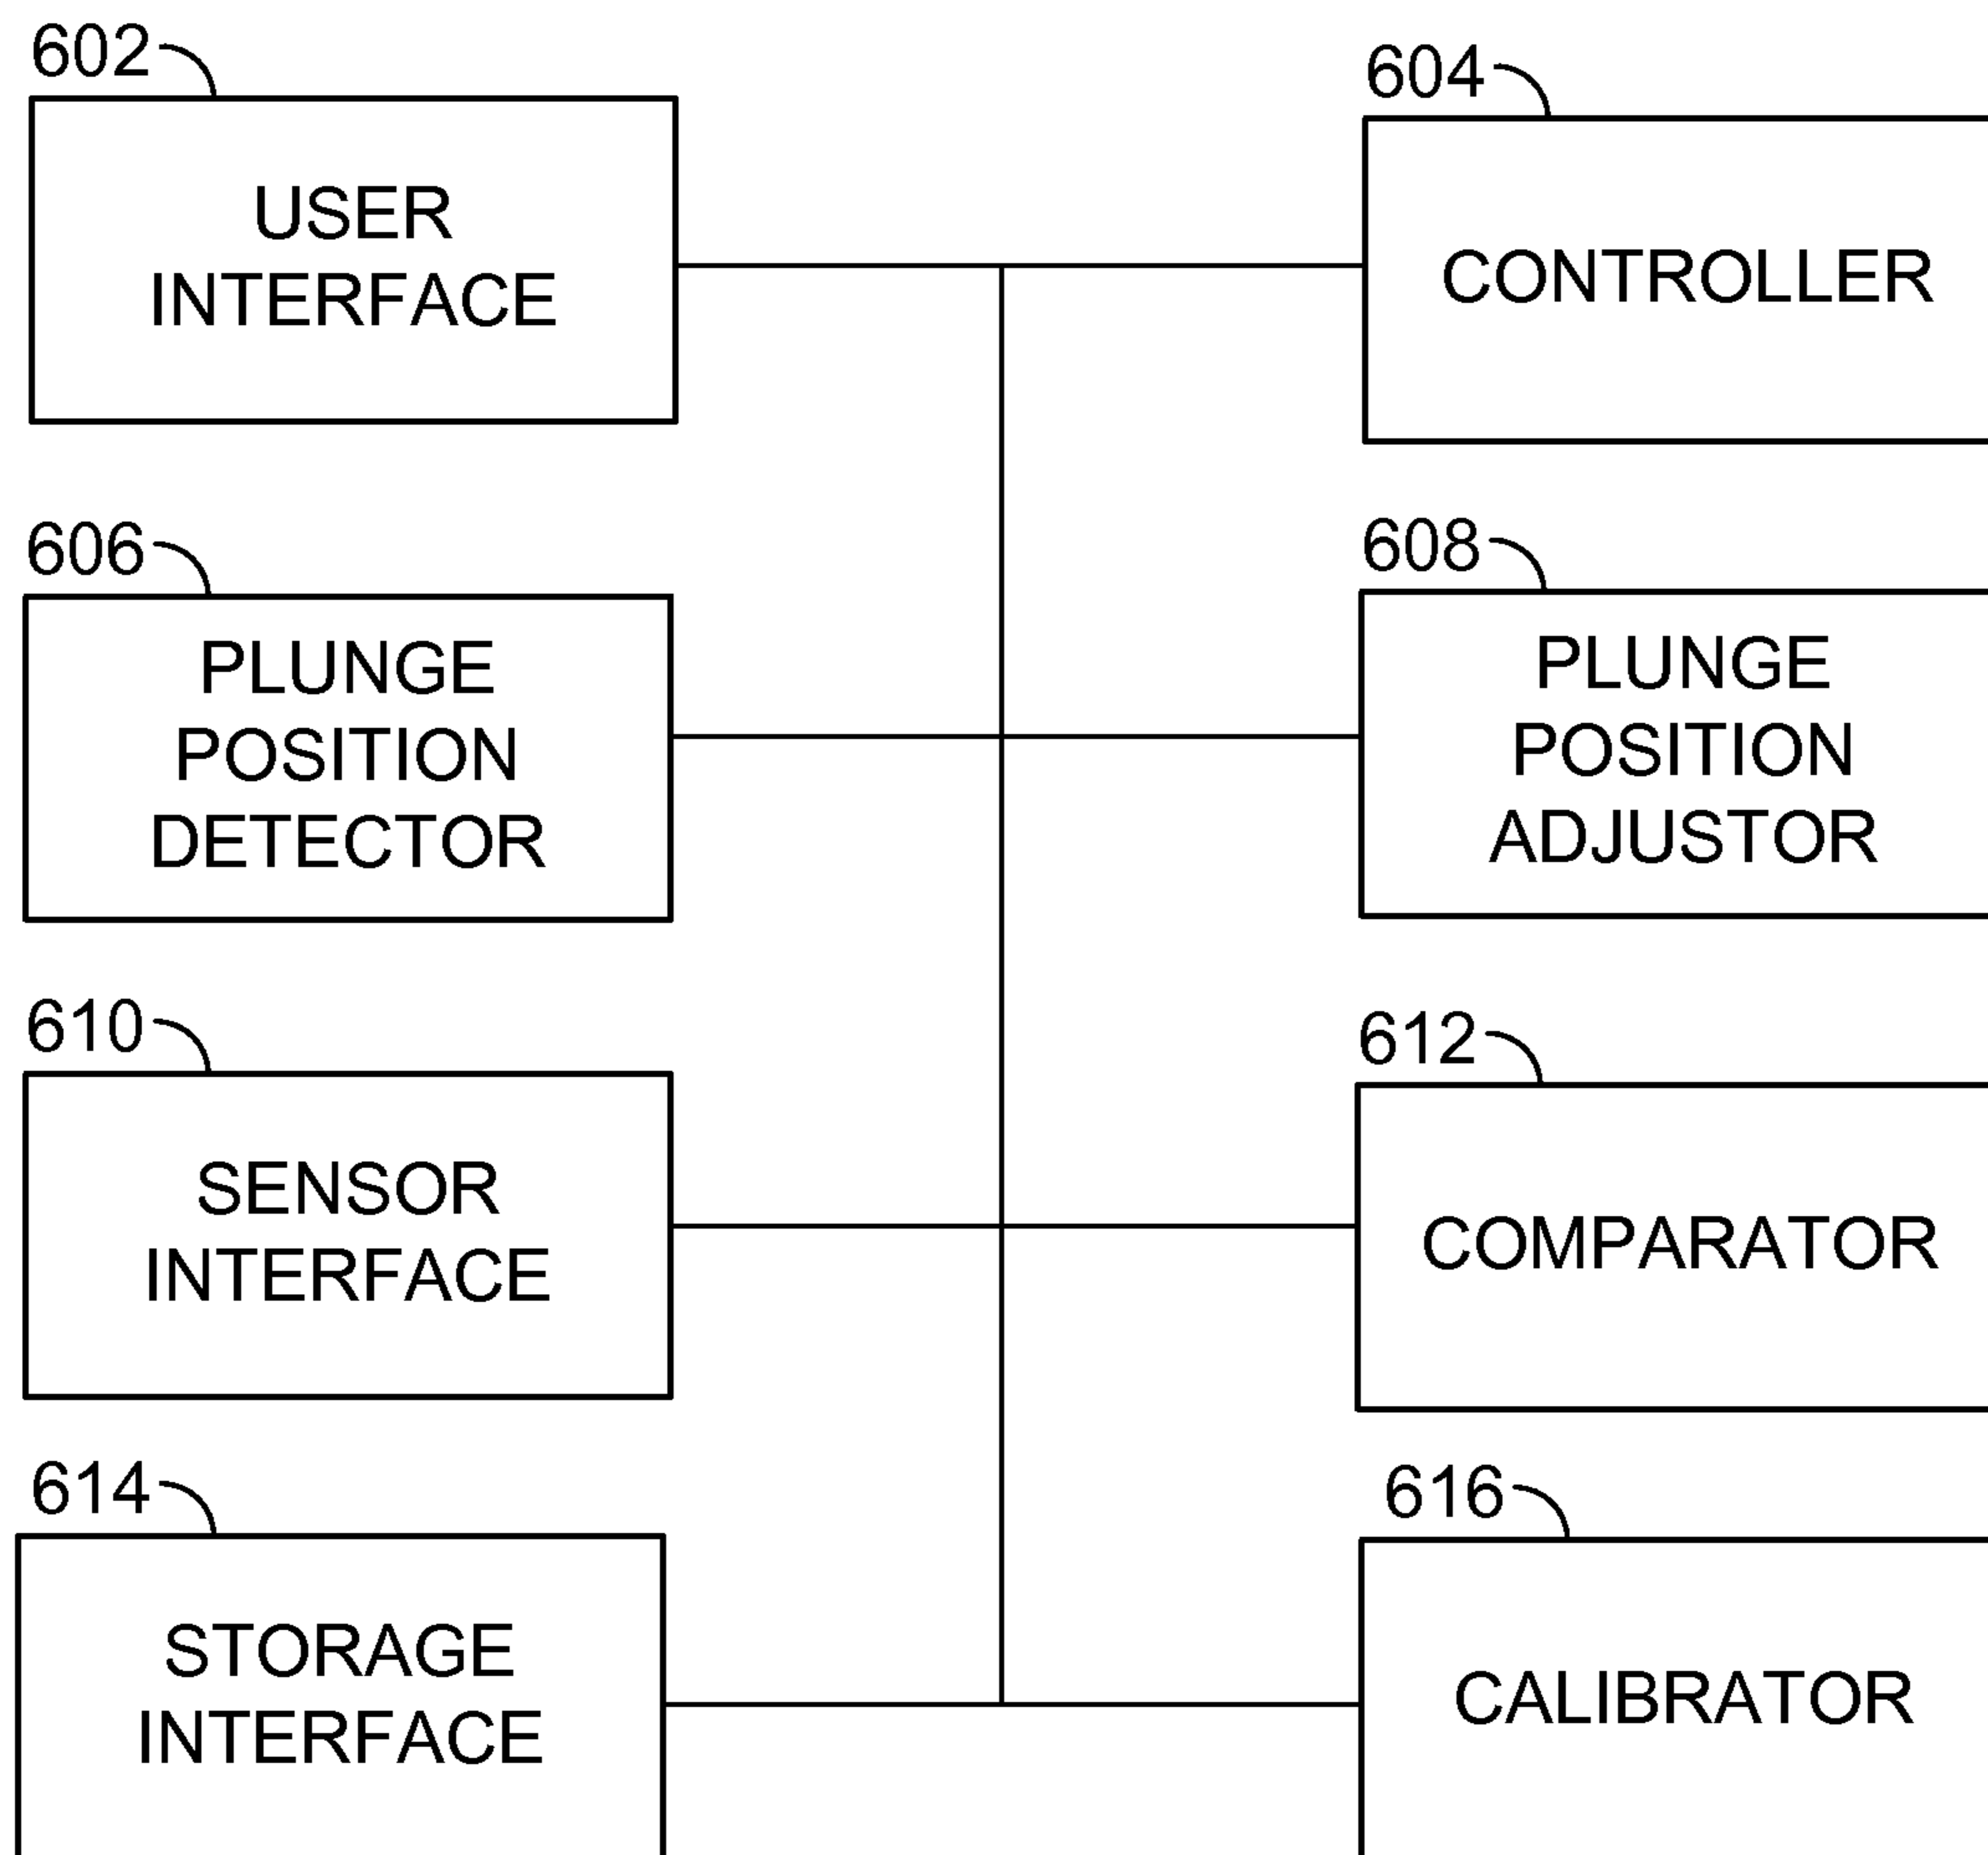 602
USER
INTERFACE
604
CONTROLLER
606
PLUNGE
POSITION
DETECTOR
608
PLUNGE
POSITION
ADJUSTOR
610
SENSOR
INTERFACE
612
COMPARATOR
614
STORAGE
INTERFACE
616
CALIBRATOR